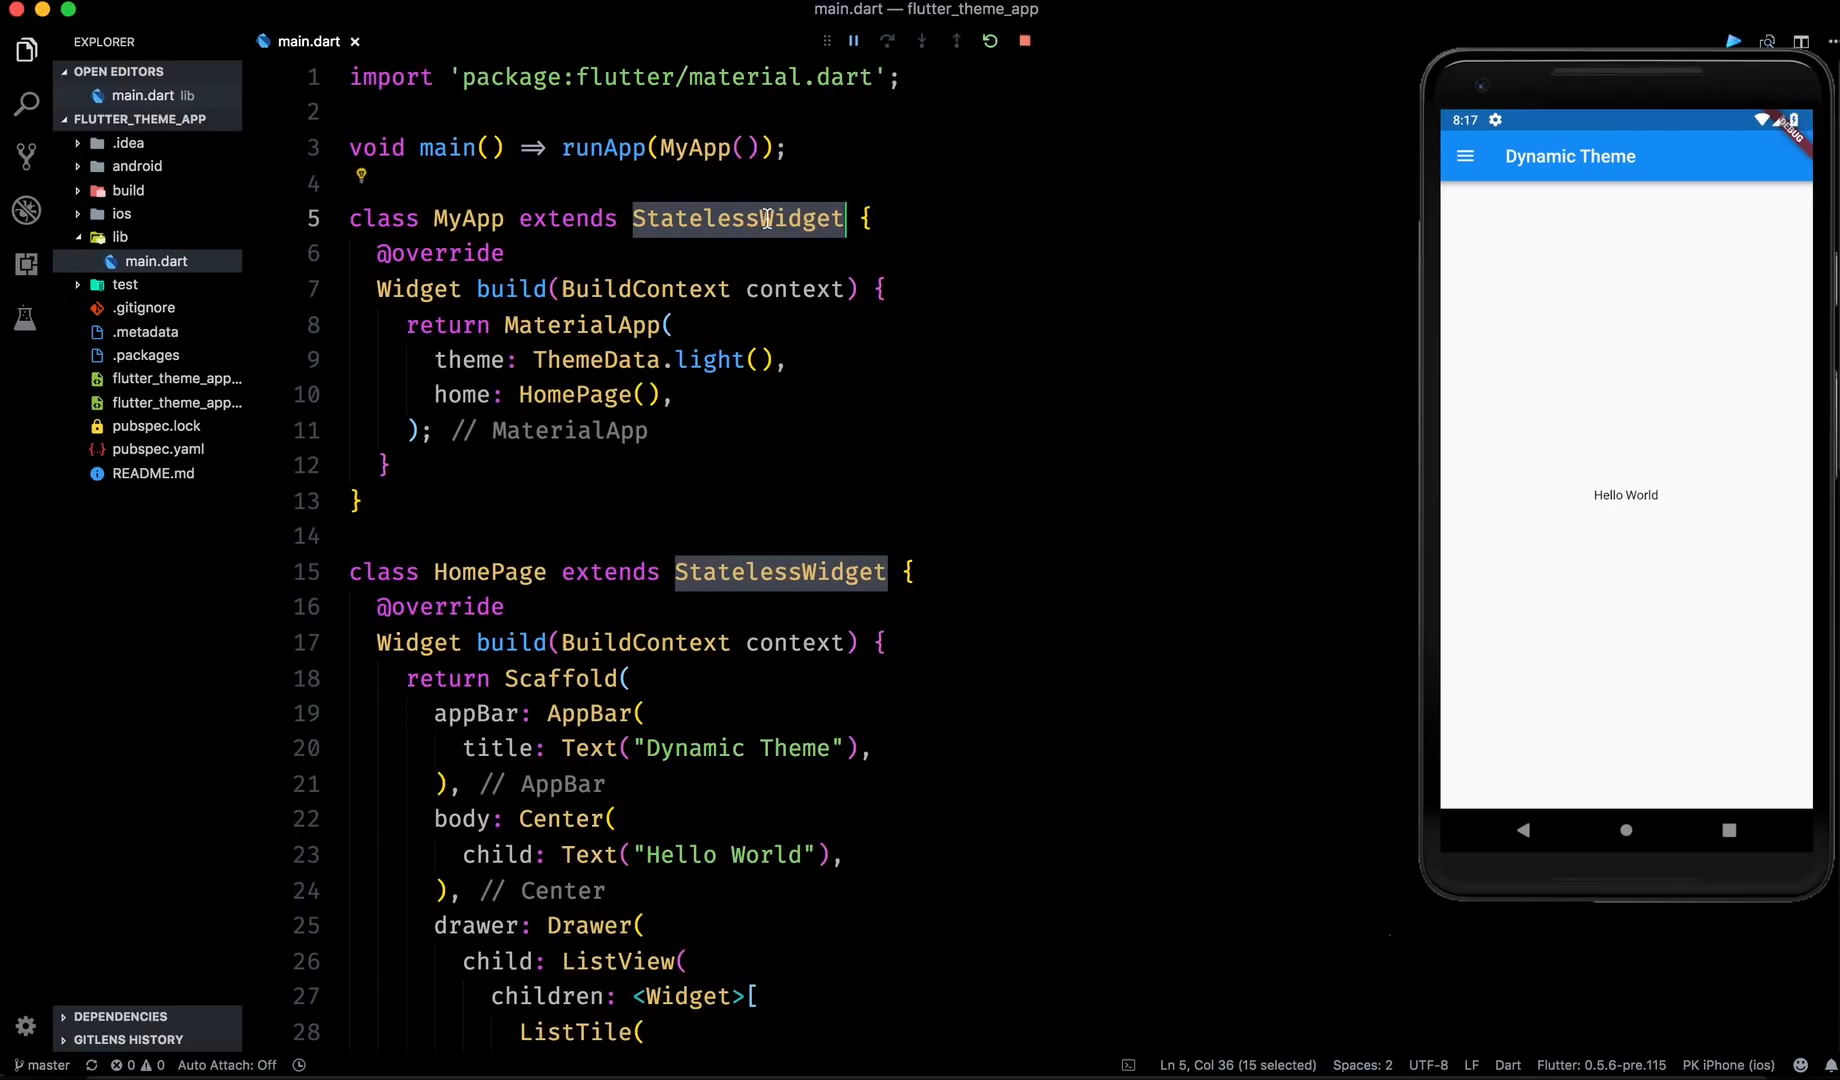 main.dart — flutter_theme_app
EXPLORER
OPEN EDITORS
main.dart lib
FLUTTER_THEME_APP
.idea
android
build
ios
lib
main.dart
test
.gitignore
.metadata
.packages
flutter_theme_app...
flutter_theme_app...
pubspec.lock
pubspec.yaml
README.md
DEPENDENCIES
GITLENS HISTORY
main.dart ×
1 import 'package:flutter/material.dart';
2
3 void main() => runApp(MyApp());
4
5 class MyApp extends StatelessWidget {
6 @override
7 Widget build(BuildContext context) {
8 return MaterialApp(
9 theme: ThemeData.light(),
10 home: HomePage(),
11 ); // MaterialApp
12 }
13 }
14
15 class HomePage extends StatelessWidget {
16 @override
17 Widget build(BuildContext context) {
18 return Scaffold(
19 appBar: AppBar(
20 title: Text("Dynamic Theme"),
21 ), // AppBar
22 body: Center(
23 child: Text("Hello World"),
24 ), // Center
25 drawer: Drawer(
26 child: ListView(
27 children: <Widget>[
28 ListTile(
8:17
DEBUG
Dynamic Theme
Hello World
master 0 0 Auto Attach: Off Ln 5, Col 36 (15 selected) Spaces: 2 UTF-8 LF Dart Flutter: 0.5.6-pre.115 PK iPhone (ios)